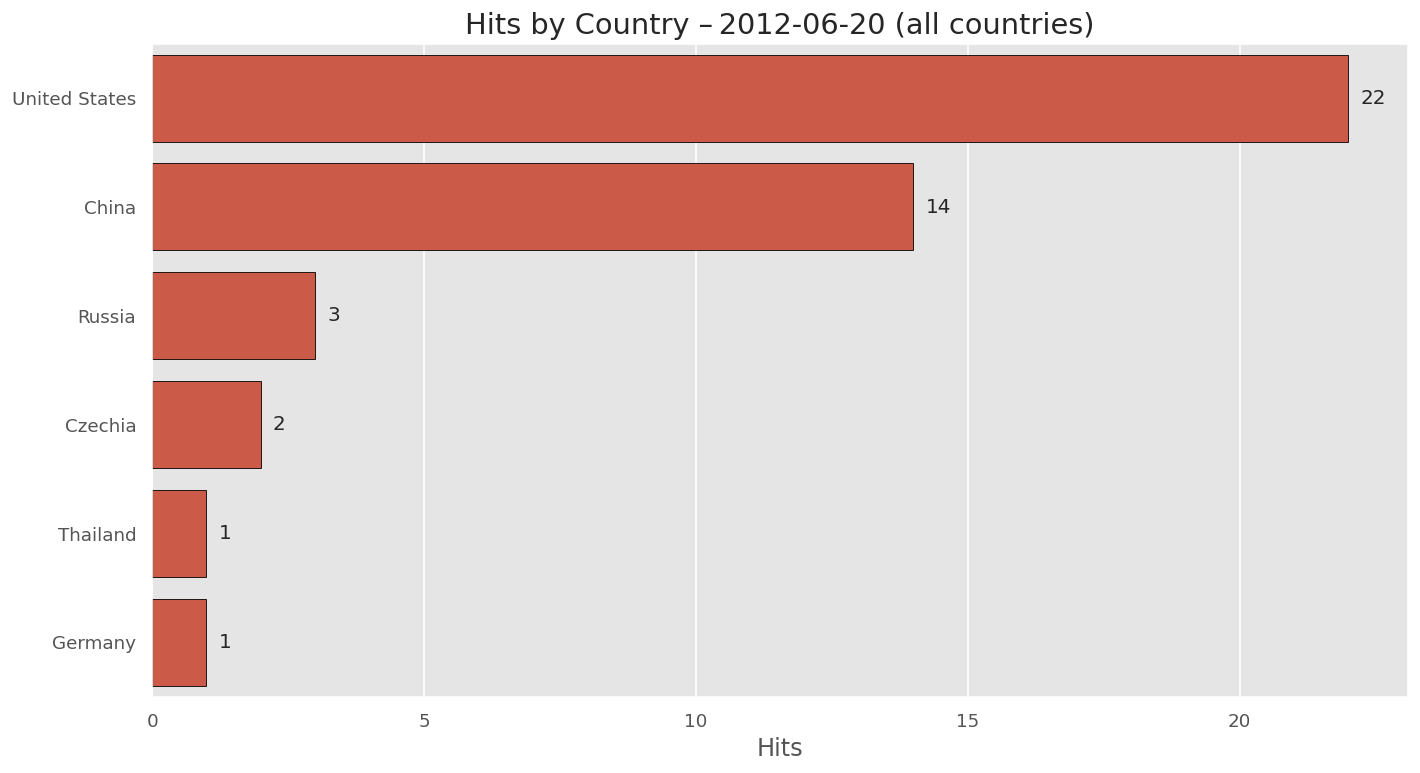 Hits by Country – 2012-06-20 (all countries)
United States
22
China
14
Russia
3
Czechia
2
Thailand
1
Germany
1
0 5 10 15 20
Hits